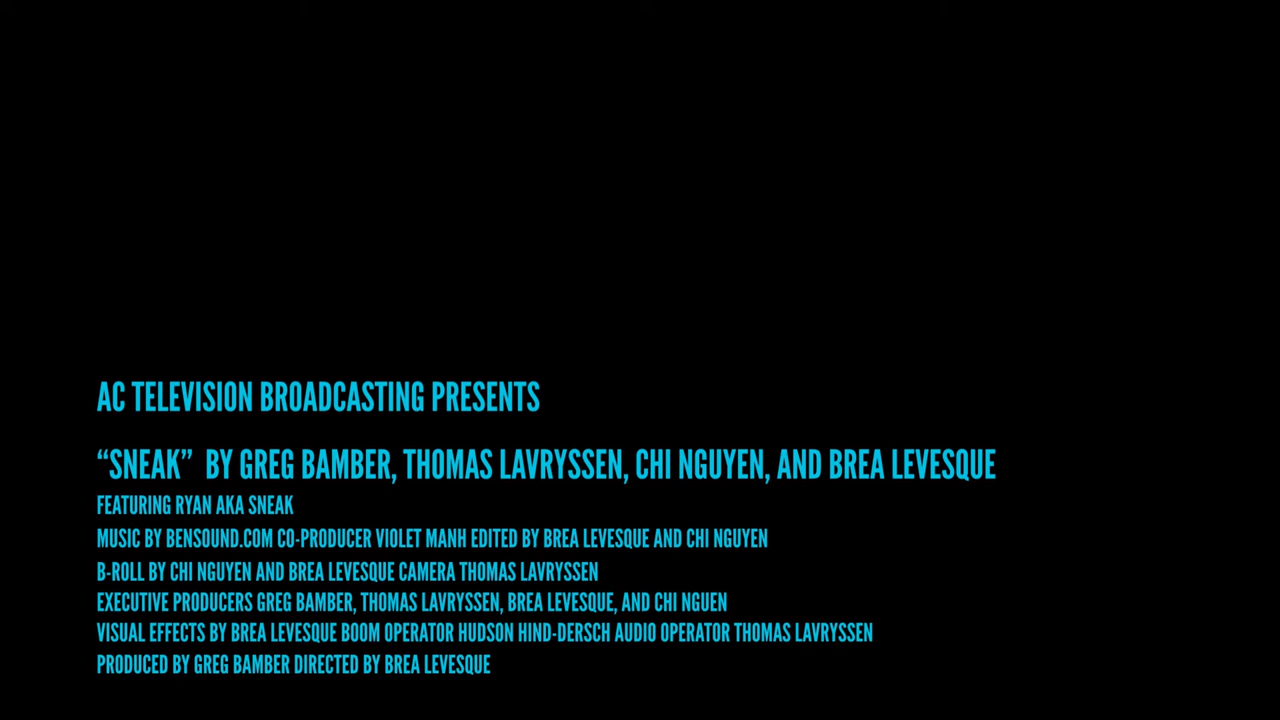 AC TELEVISION BROADCASTING PRESENTS
“SNEAK”  BY GREG BAMBER, THOMAS LAVRYSSEN, CHI NGUYEN, AND BREA LEVESQUE
FEATURING RYAN AKA SNEAK
MUSIC BY BENSOUND.COM CO-PRODUCER VIOLET MANH EDITED BY BREA LEVESQUE AND CHI NGUYEN
B-ROLL BY CHI NGUYEN AND BREA LEVESQUE CAMERA THOMAS LAVRYSSEN
EXECUTIVE PRODUCERS GREG BAMBER, THOMAS LAVRYSSEN, BREA LEVESQUE, AND CHI NGUEN
VISUAL EFFECTS BY BREA LEVESQUE BOOM OPERATOR HUDSON HIND-DERSCH AUDIO OPERATOR THOMAS LAVRYSSEN
PRODUCED BY GREG BAMBER DIRECTED BY BREA LEVESQUE